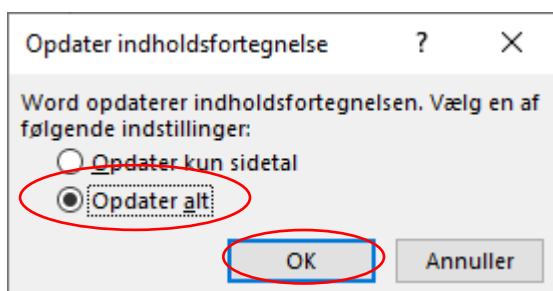 Opdater indholdsfortegnelse ? ×
Word opdaterer indholdsfortegnelsen. Vælg en af
følgende indstillinger:
Opdater kun sidetal
Opdater alt
OK Annuller